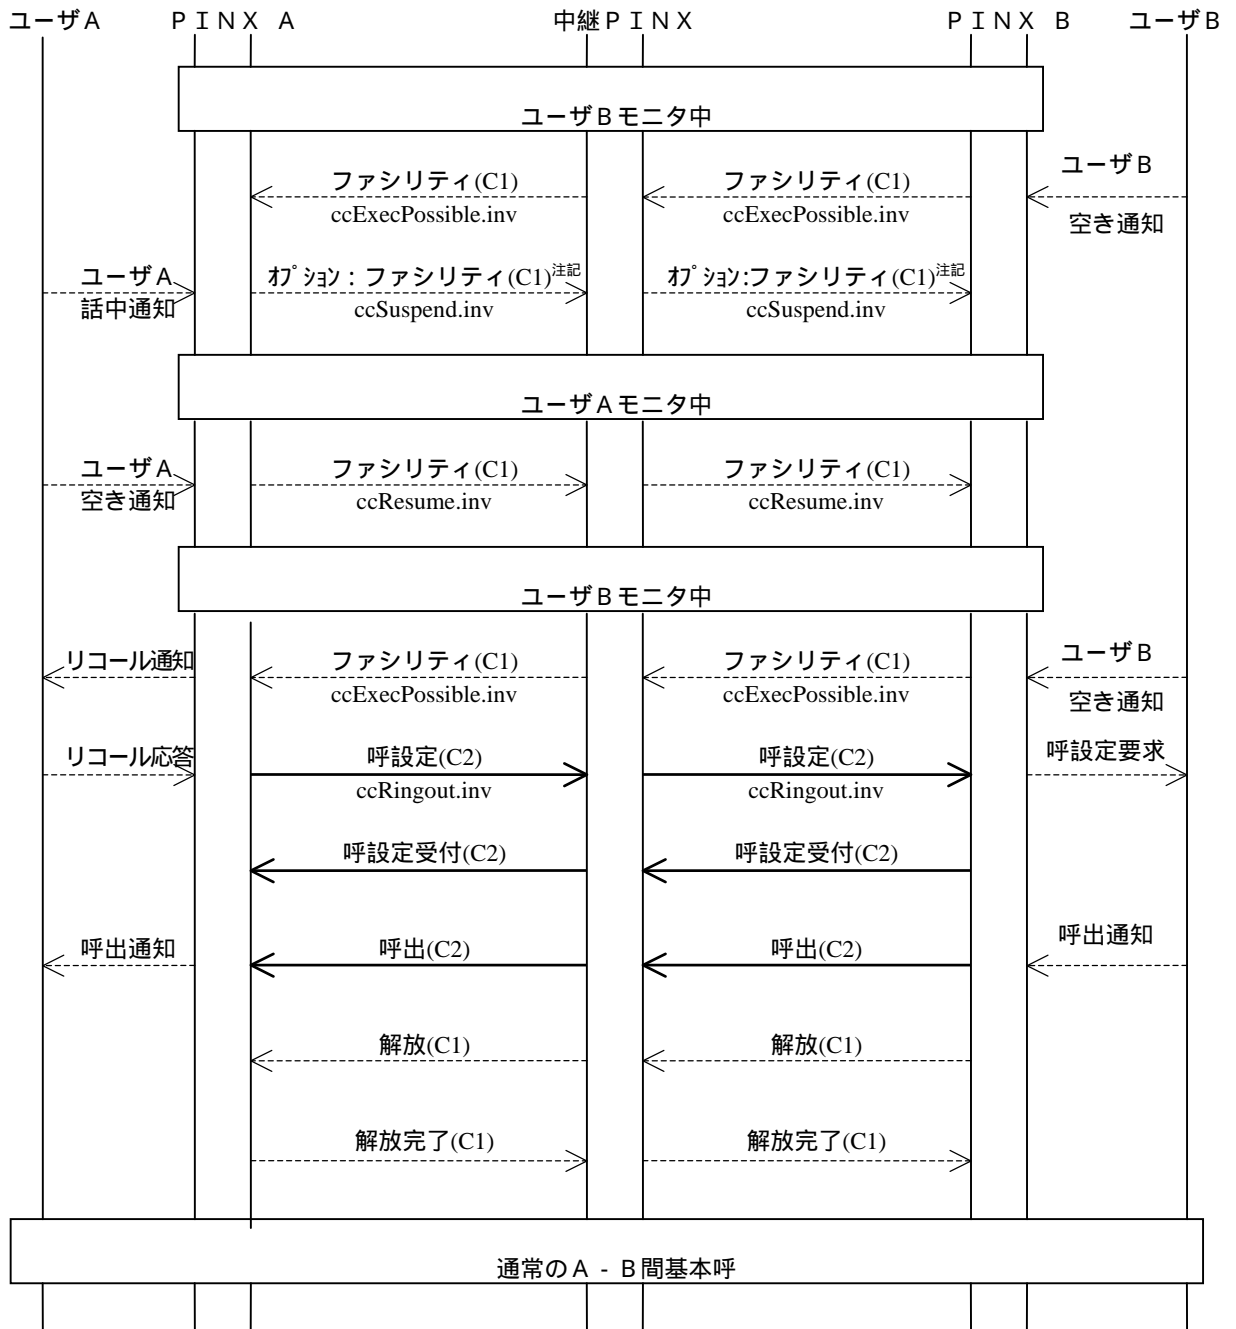 ユーザA　ＰＩＮＸ　A　中継ＰＩＮＸ　ＰＩＮＸ　B　ユーザB
ユーザBモニタ中
ファシリティ(C1)　ファシリティ(C1)　ユーザB
ccExecPossible.inv　ccExecPossible.inv　空き通知
ユーザA　ｵﾌﾟｼｮﾝ：ファシリティ(C1)注記　ｵﾌﾟｼｮﾝ:ファシリティ(C1)注記
話中通知　ccSuspend.inv　ccSuspend.inv
ユーザAモニタ中
ユーザA　ファシリティ(C1)　ファシリティ(C1)
空き通知　ccResume.inv　ccResume.inv
ユーザBモニタ中
リコール通知　ファシリティ(C1)　ファシリティ(C1)　ユーザB
ccExecPossible.inv　ccExecPossible.inv　空き通知
リコール応答　呼設定(C2)　呼設定(C2)　呼設定要求
ccRingout.inv　ccRingout.inv
呼設定受付(C2)　呼設定受付(C2)
呼出通知　呼出(C2)　呼出(C2)　呼出通知
解放(C1)　解放(C1)
解放完了(C1)　解放完了(C1)
通常のA - B間基本呼